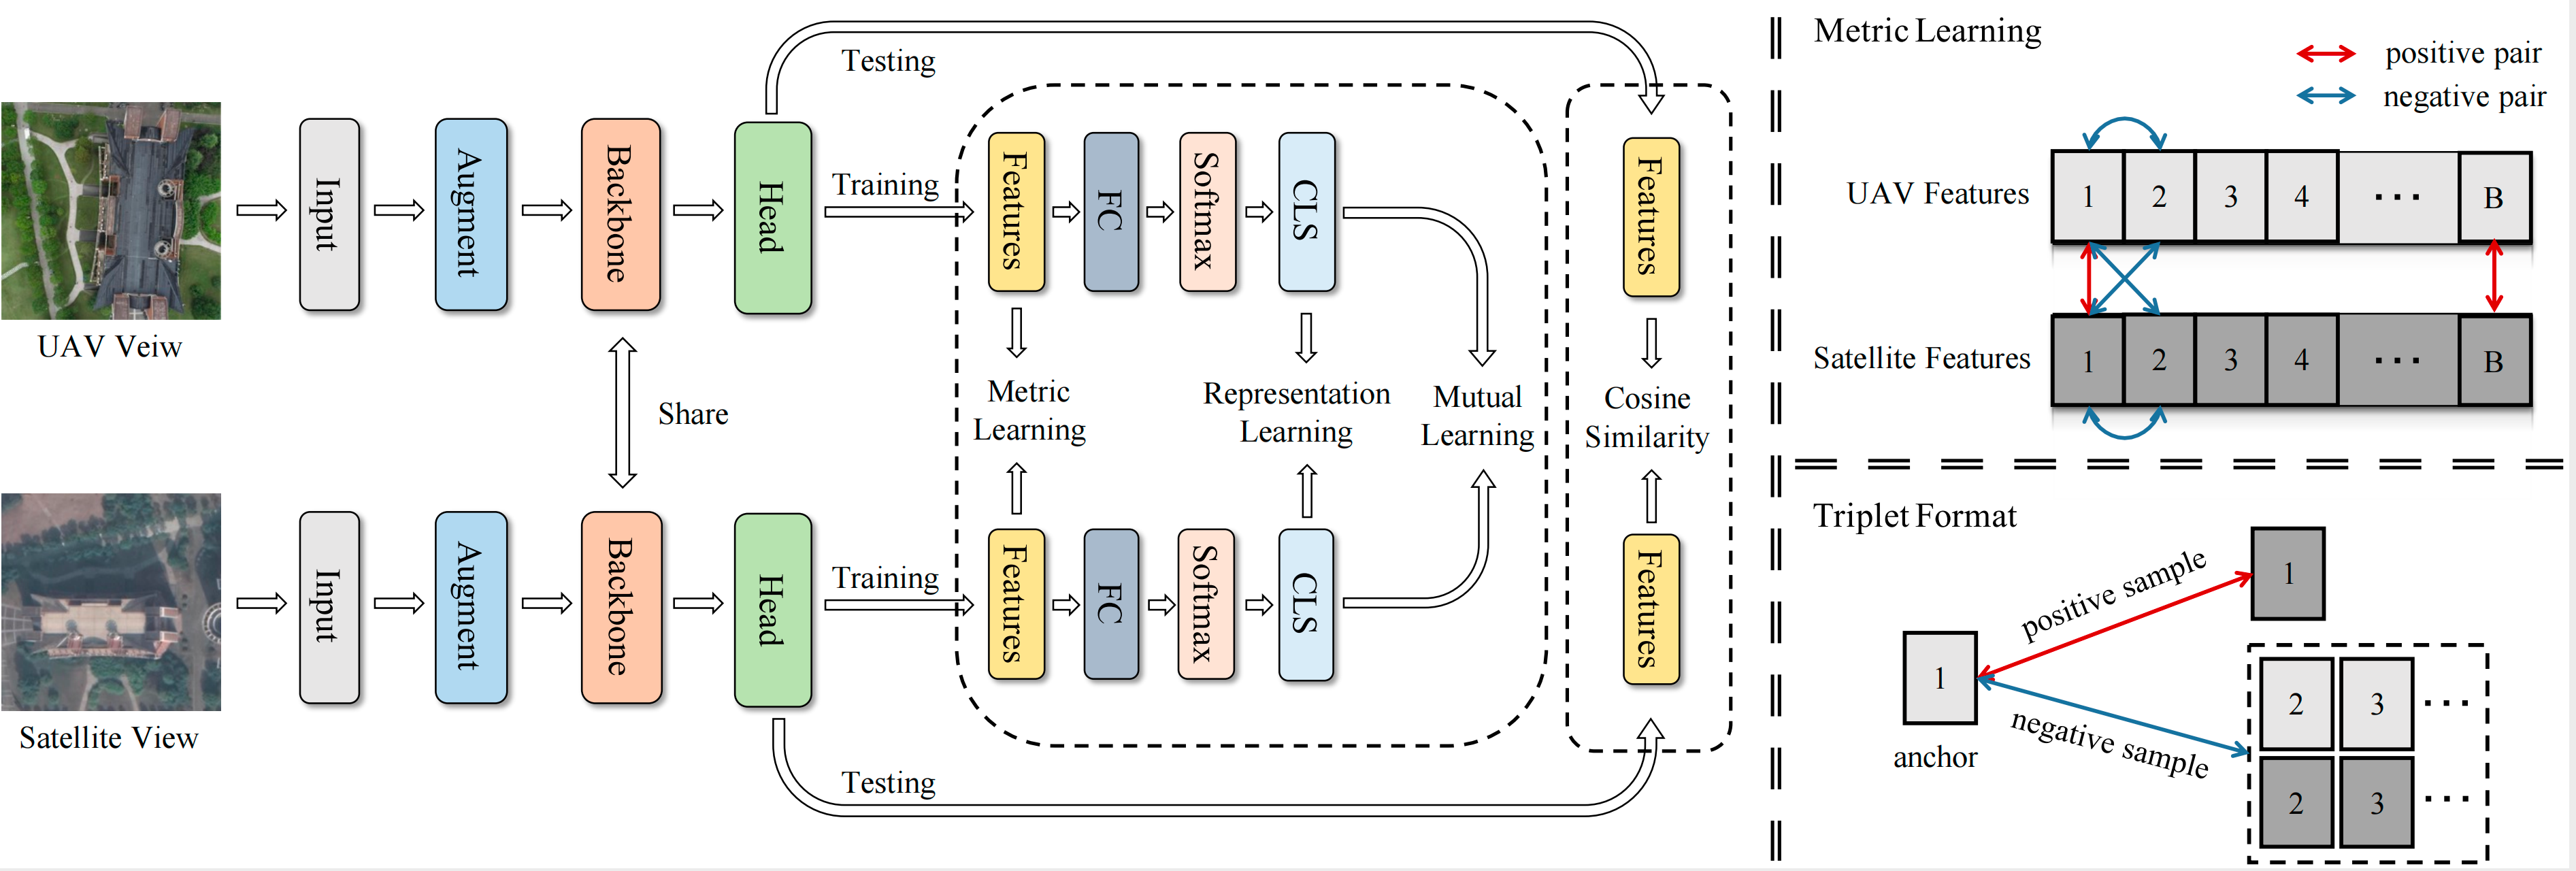 Testing
UAV Veiw
Input
Augment
Backbone
Head
Training
Features
FC
Softmax
CLS
Features
Share
Metric
Learning
Representation
Learning
Mutual
Learning
Cosine
Similarity
Satellite View
Input
Augment
Backbone
Head
Training
Features
FC
Softmax
CLS
Features
Testing
Metric Learning
positive pair
negative pair
UAV Features
1 2 3 4 ··· B
Satellite Features
1 2 3 4 ··· B
Triplet Format
positive sample
1
1
anchor
negative sample
2 3 ···
2 3 ···